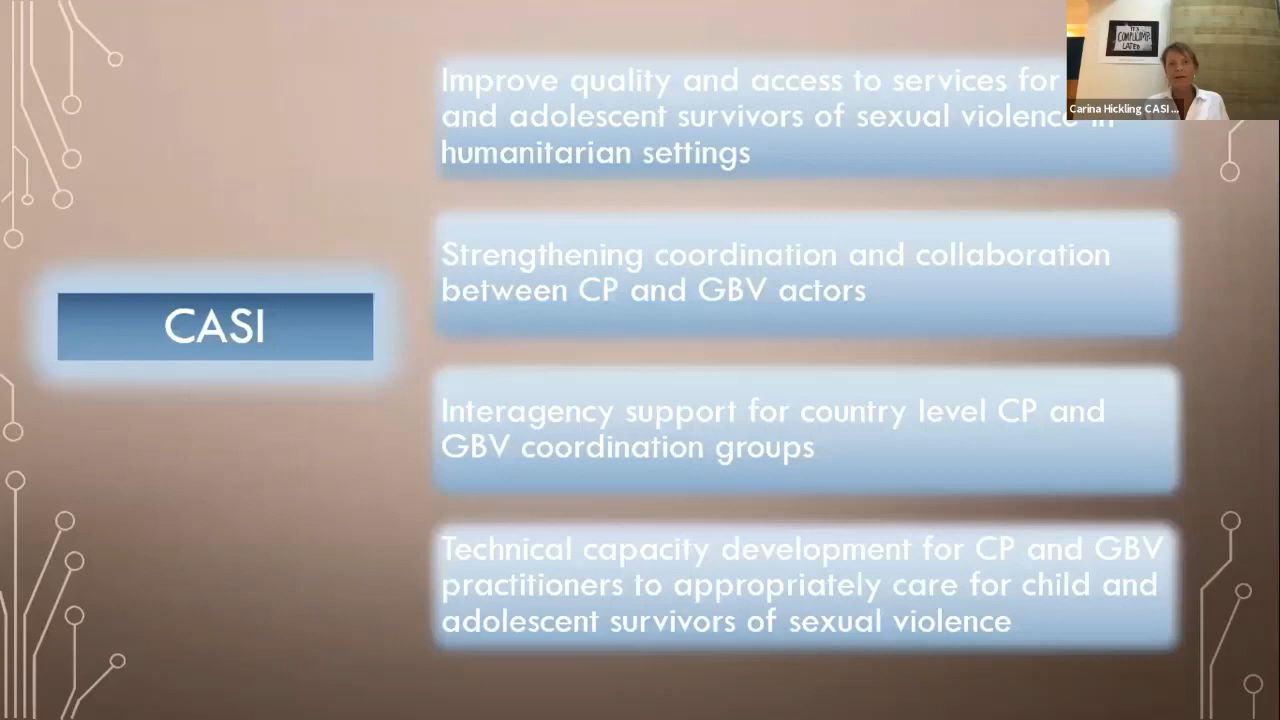 CASI
Improve quality and access to services for
and adolescent survivors of sexual violence in
humanitarian settings
Strengthening coordination and collaboration
between CP and GBV actors
Interagency support for country level CP and
GBV coordination groups
Technical capacity development for CP and GBV
practitioners to appropriately care for child and
adolescent survivors of sexual violence
IT'S
COMPLICATED
Carina Hickling CASI ...